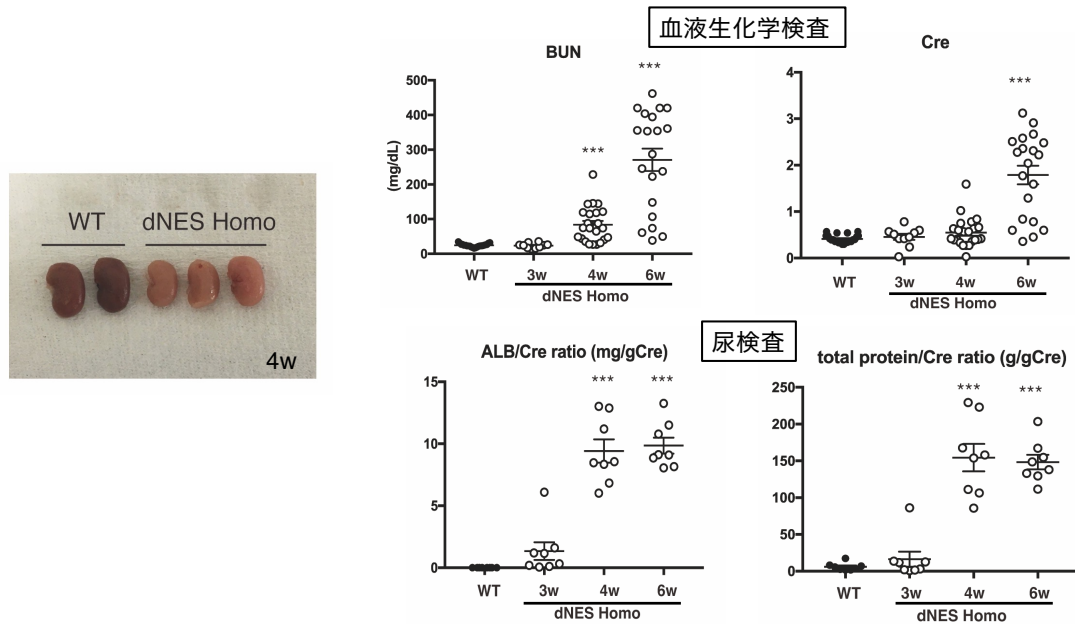 WT dNES Homo
4w
血液生化学検査
BUN
(mg/dL)
500
400
300
200
100
0
***
***
WT 3w 4w 6w
dNES Homo
Cre
4
3
2
1
0
***
WT 3w 4w 6w
dNES Homo
尿検査
ALB/Cre ratio (mg/gCre)
15
10
5
0
***
***
WT 3w 4w 6w
dNES Homo
total protein/Cre ratio (g/gCre)
250
200
150
100
50
0
***
***
WT 3w 4w 6w
dNES Homo